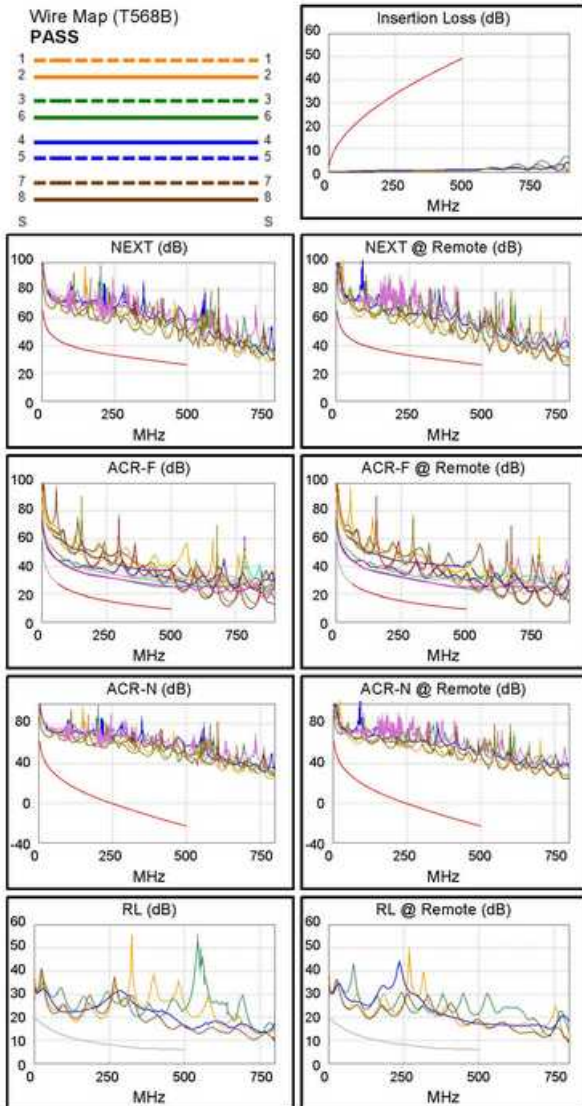 Wire Map (T568B)
PASS
1 1
2 2
3 3
6 6
4 4
5 5
7 7
8 8
S S
Insertion Loss (dB)
60
50
40
30
20
10
0
0 250 500 750
MHz
NEXT (dB)
100
80
60
40
20
0
0 250 500 750
MHz
NEXT @ Remote (dB)
100
80
60
40
20
0
0 250 500 750
MHz
ACR-F (dB)
100
80
60
40
20
0
0 250 500 750
MHz
ACR-F @ Remote (dB)
100
80
60
40
20
0
0 250 500 750
MHz
ACR-N (dB)
80
40
0
-40
0 250 500 750
MHz
ACR-N @ Remote (dB)
80
40
0
-40
0 250 500 750
MHz
RL (dB)
60
50
40
30
20
10
0
0 250 500 750
MHz
RL @ Remote (dB)
60
50
40
30
20
10
0
0 250 500 750
MHz